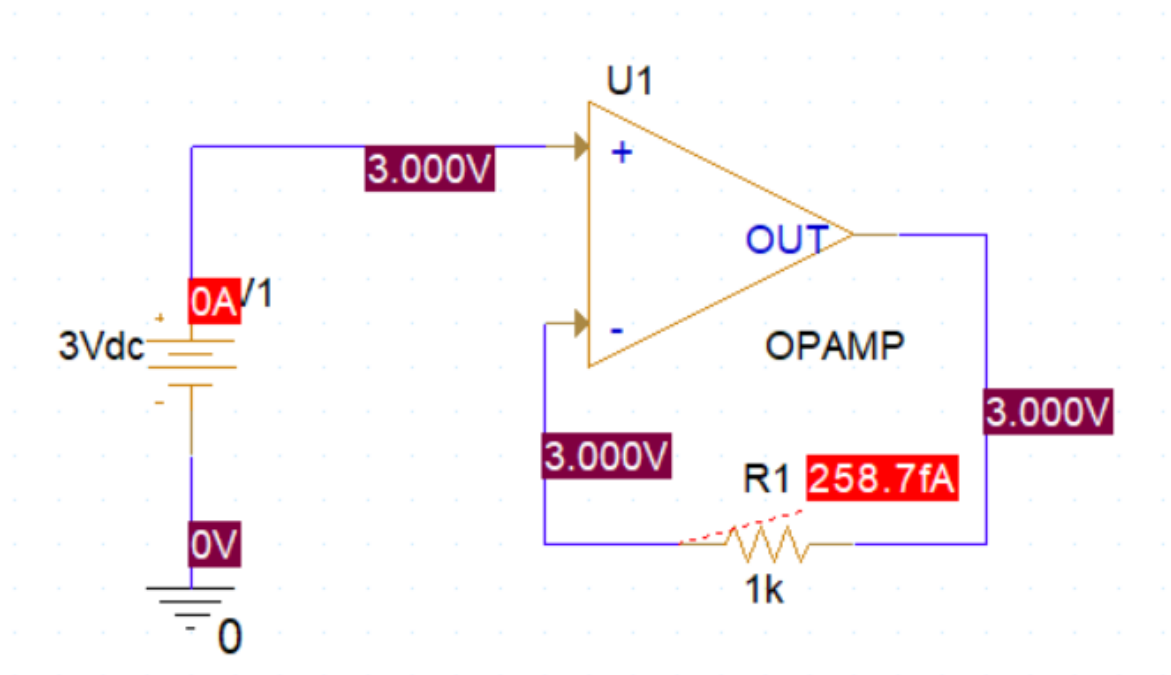 U1
+
3.000V
OUT
0A
V1
+
3Vdc
-
-
OPAMP
3.000V
3.000V
R1
258.7fA
0V
1k
0